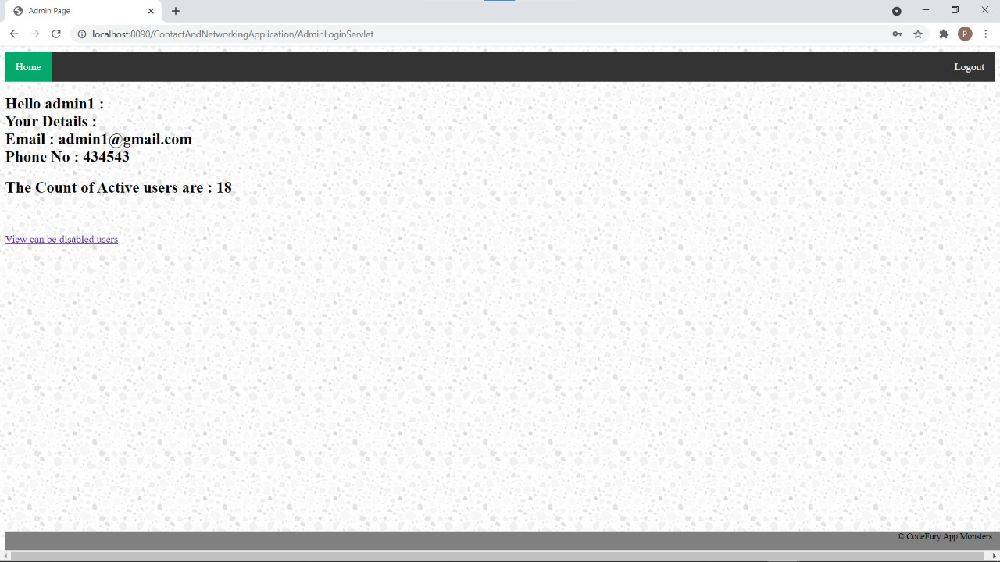 Admin Page
localhost:8090/ContactAndNetworkingApplication/AdminLoginServlet
P
Home
Logout
Hello admin1 :
Your Details :
Email : admin1@gmail.com
Phone No : 434543
The Count of Active users are : 18
View can be disabled users
© CodeFury App Monsters